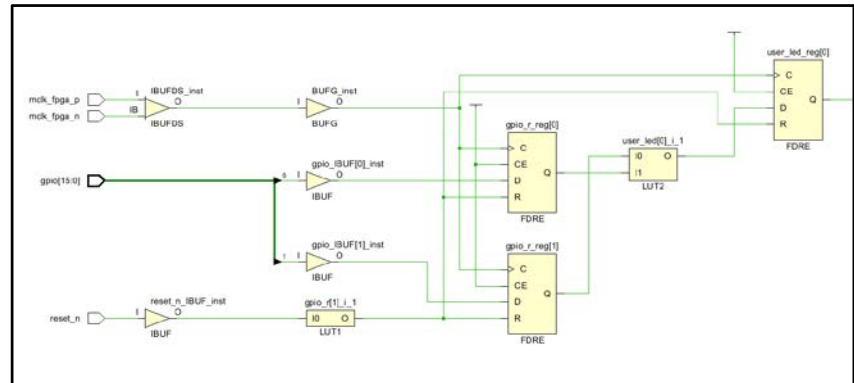 user_led_reg[0]
C
CE
D
R
Q
FDRE
mclk_fpga_p
mclk_fpga_n
I
IB
IBUFDS_inst
O
IBUFDS
BUFG_inst
I
O
BUFG
gpio_r_reg[0]
C
CE
D
R
Q
FDRE
user_led[0]_i_1
I0
I1
O
LUT2
gpio[15:0]
0
I
gpio_IBUF[0]_inst
O
IBUF
1
I
gpio_IBUF[1]_inst
O
IBUF
gpio_r_reg[1]
C
CE
D
R
Q
FDRE
reset_n
I
reset_n_IBUF_inst
O
IBUF
gpio_r[1]_i_1
I0
O
LUT1